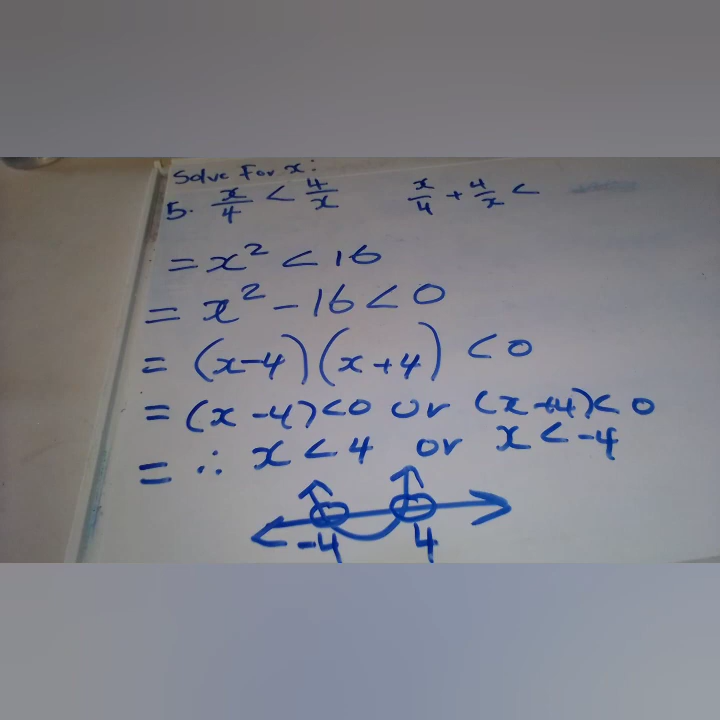 Solve For x:
5. x/4 < 4/x    x/4 + 4/x <
= x² < 16
= x² - 16 < 0
= (x-4)(x+4) < 0
= (x-4)<0 or (x+4)<0
= ∴ x < 4 or x < -4
-4 4